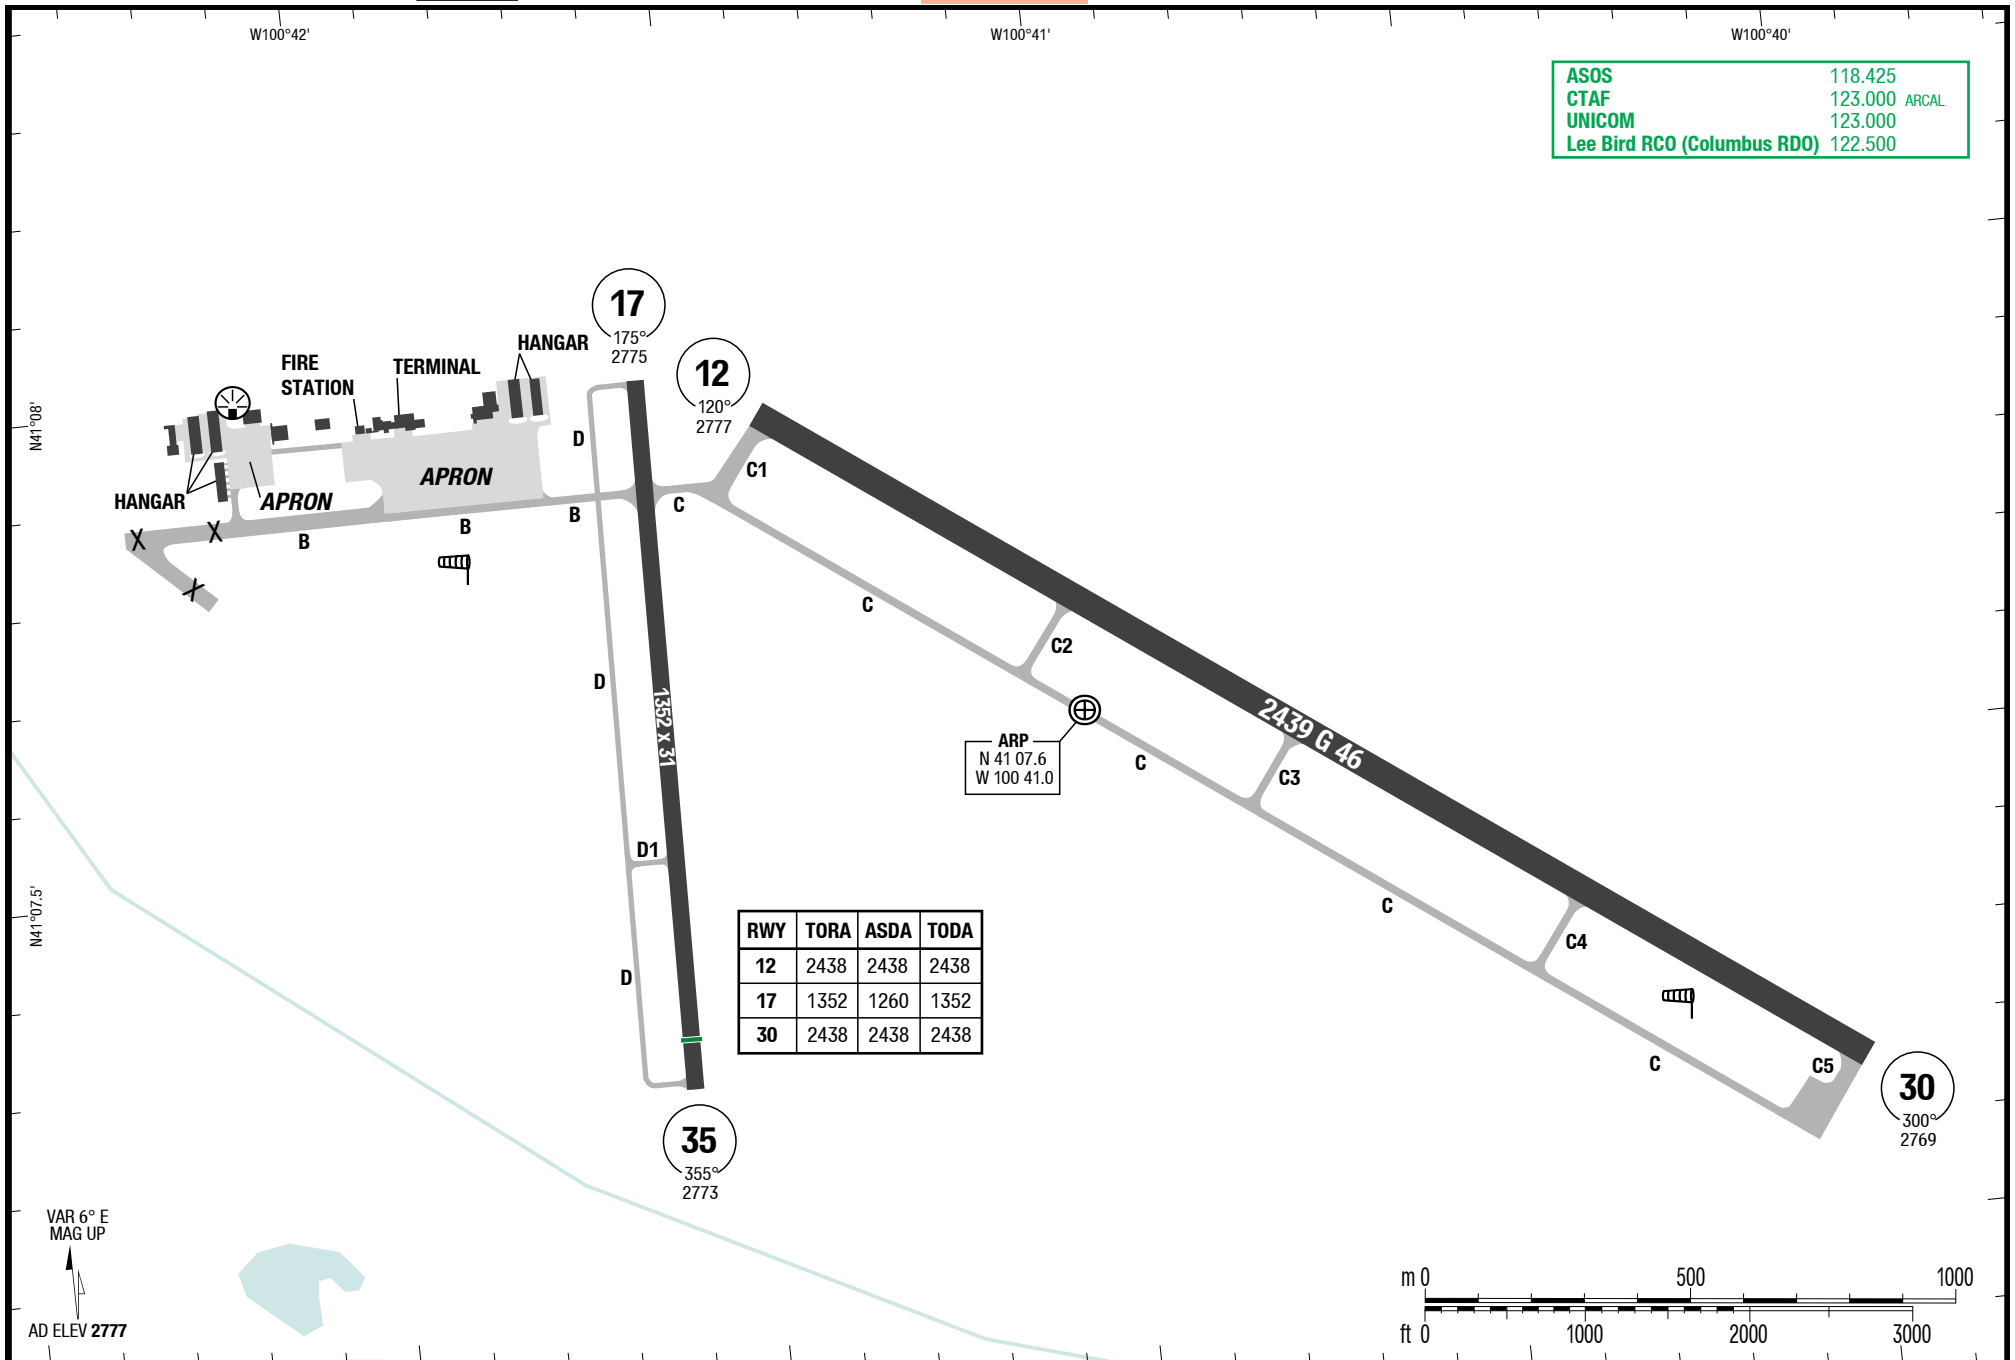 W100°42'
W100°41'
W100°40'
ASOS 118.425
CTAF 123.000 ARCAL
UNICOM 123.000
Lee Bird RCO (Columbus RDO) 122.500
17
175°
2775
12
120°
2777
HANGAR
FIRE
STATION
TERMINAL
N41°08'
D
C1
APRON
HANGAR
APRON
B
B
B
C
X
X
X
C
C2
D
1352 x 31
2439 G 46
ARP
N 41 07.6
W 100 41.0
C
C3
D1
N41°07.5'
C
C4
D
RWY TORA ASDA TODA
12 2438 2438 2438
17 1352 1260 1352
30 2438 2438 2438
C
C5
30
300°
2769
35
355°
2773
VAR 6° E
MAG UP
AD ELEV 2777
m 0 500 1000
ft 0 1000 2000 3000